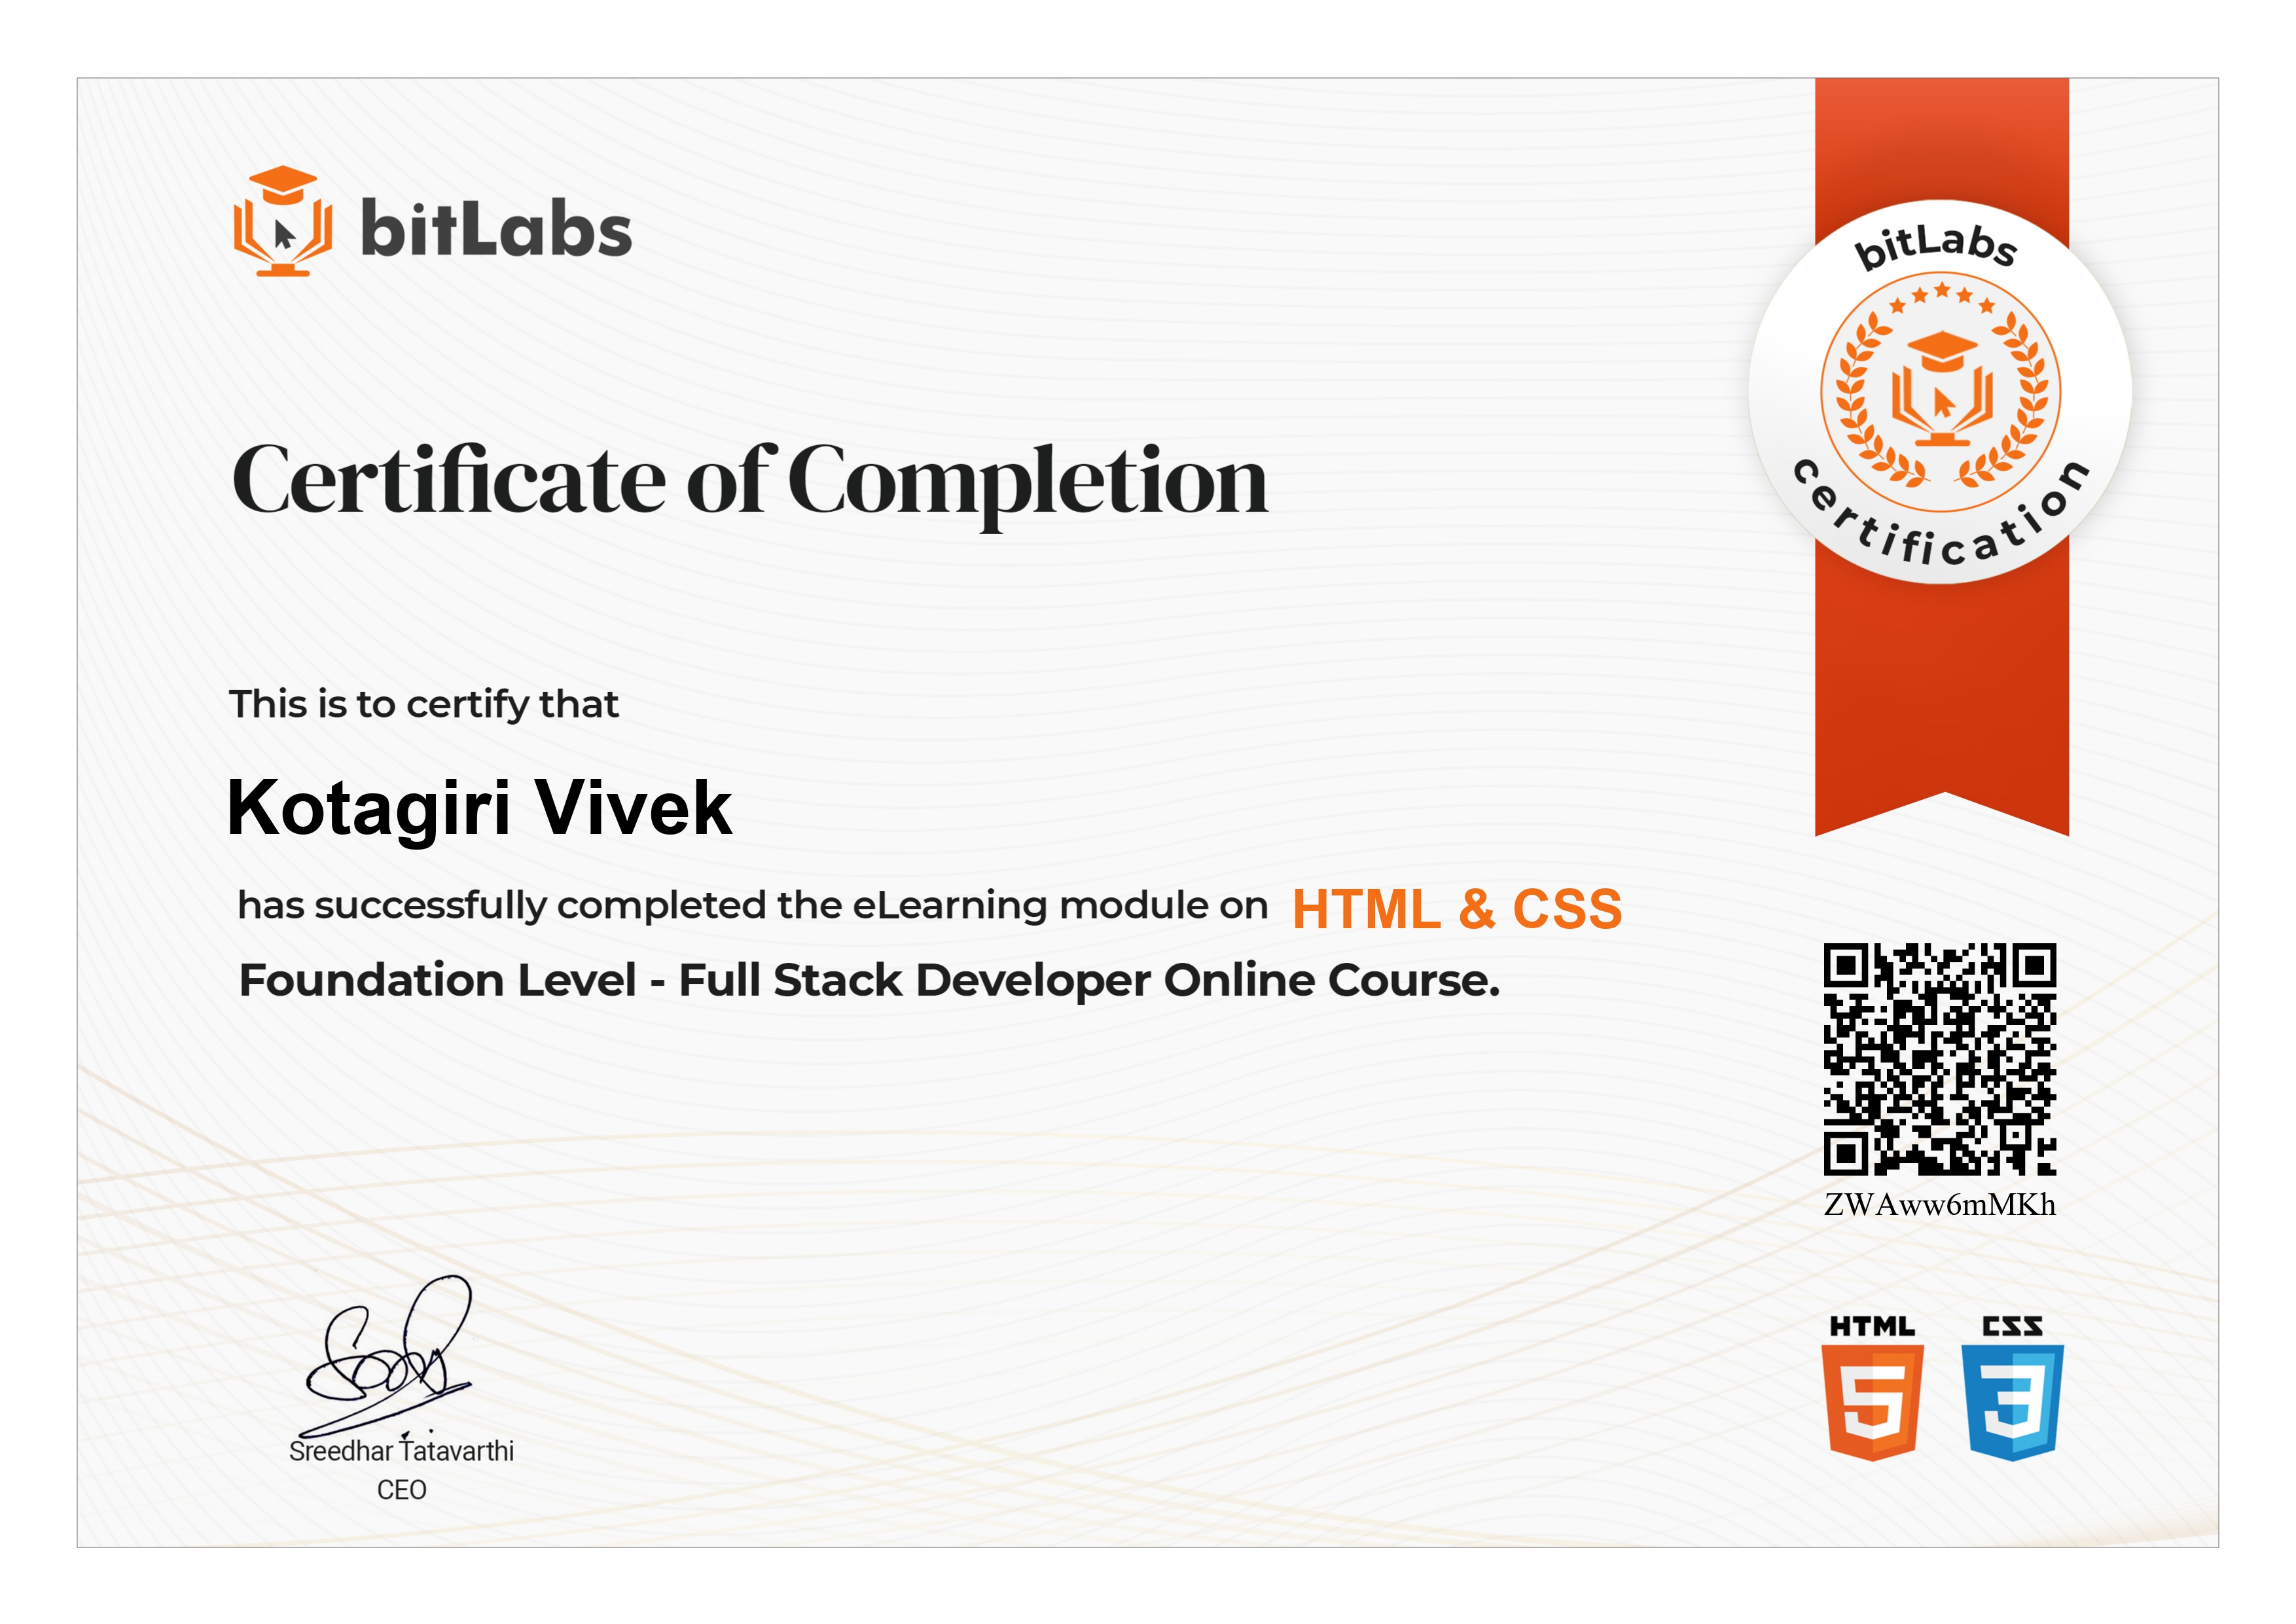 bitLabs
bitLabs
certification
Certificate of Completion
This is to certify that
Kotagiri Vivek
has successfully completed the eLearning module on HTML & CSS
Foundation Level - Full Stack Developer Online Course.
ZWAww6mMKh
HTML CSS
5 3
Sreedhar Tatavarthi
CEO